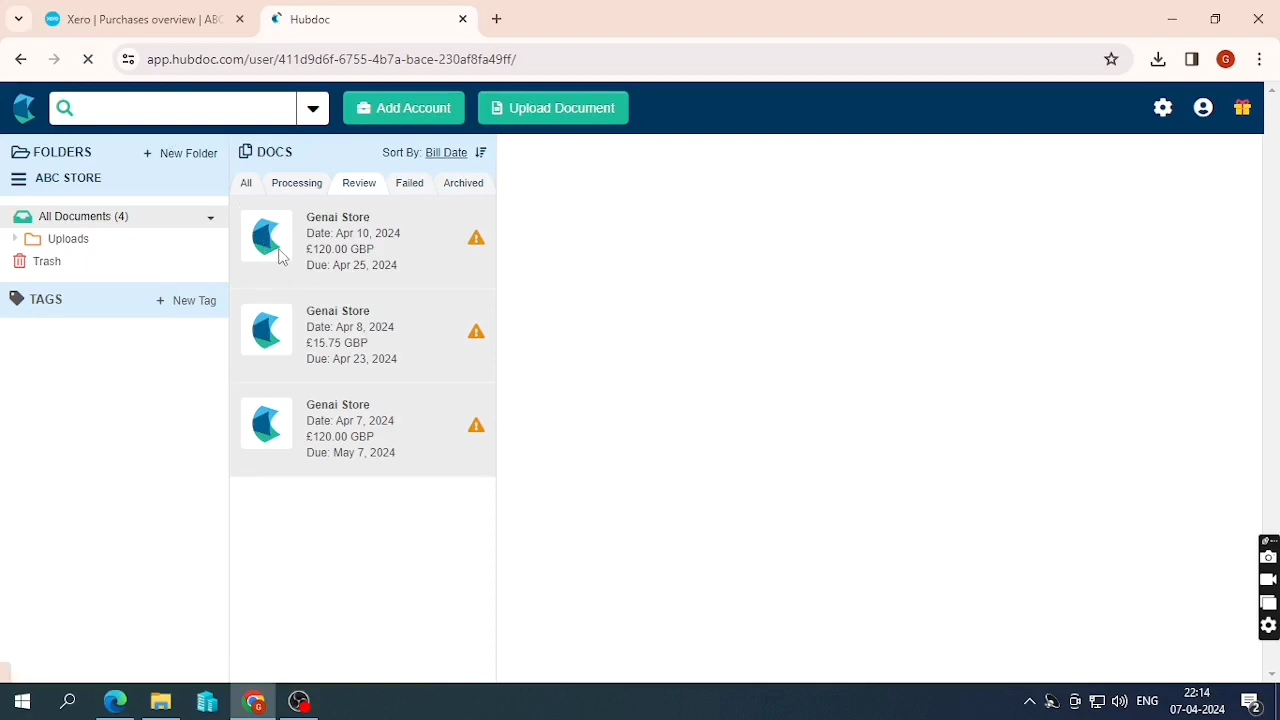 xero Xero | Purchases overview | ABC
Hubdoc
app.hubdoc.com/user/411d9d6f-6755-4b7a-bace-230af8fa49ff/
G
Add Account
Upload Document
FOLDERS
+ New Folder
DOCS
Sort By: Bill Date
ABC STORE
All
Processing
Review
Failed
Archived
All Documents (4)
Uploads
Trash
TAGS
+ New Tag
Genai Store
Date: Apr 10, 2024
£120.00 GBP
Due: Apr 25, 2024
Genai Store
Date: Apr 8, 2024
£15.75 GBP
Due: Apr 23, 2024
Genai Store
Date: Apr 7, 2024
£120.00 GBP
Due: May 7, 2024
G
ENG
22:14
07-04-2024
2